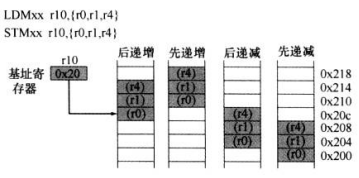 LDMxx r10,{r0,r1,r4}
STMxx r10,{r0,r1,r4}
后递增 先递增 后递减 先递减
r10
基址寄存器 0x20
(r4) 0x218
(r4) (r1) 0x214
(r1) (r0) 0x210
(r0) (r4) 0x20c
(r1) (r4) 0x208
(r0) (r1) 0x204
(r0) 0x200